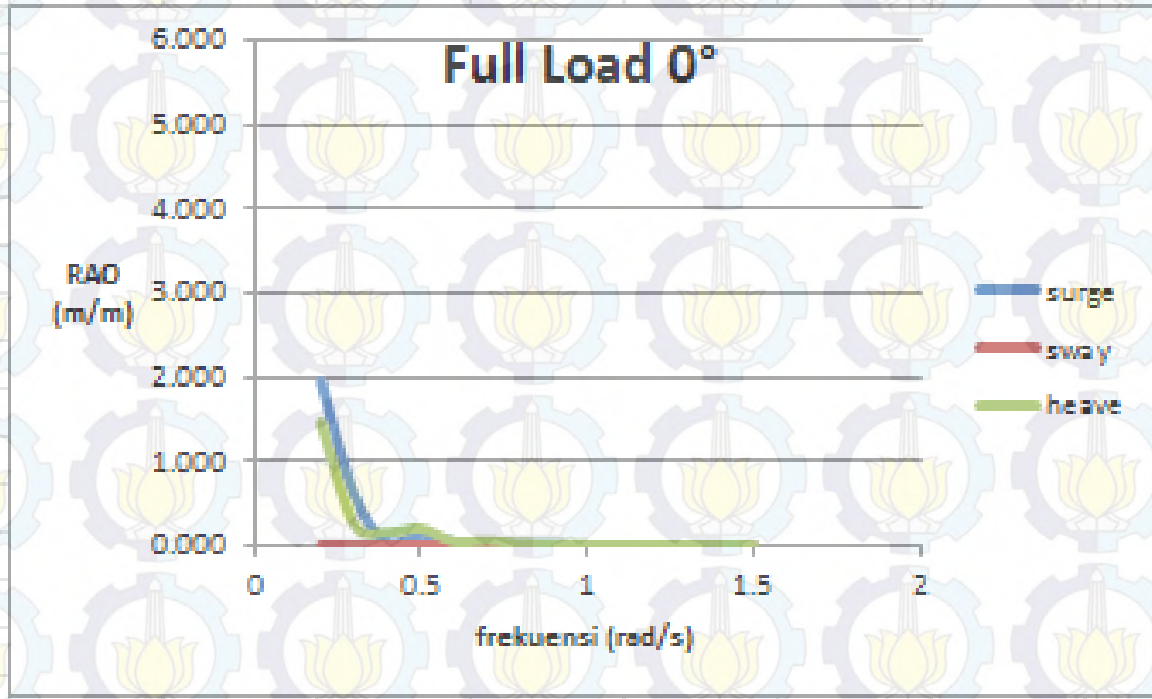 Full Load 0°
6.000
5.000
4.000
3.000
2.000
1.000
0.000
RAO
(m/m)
0 0.5 1 1.5 2
frekuensi (rad/s)
surge
sway
heave